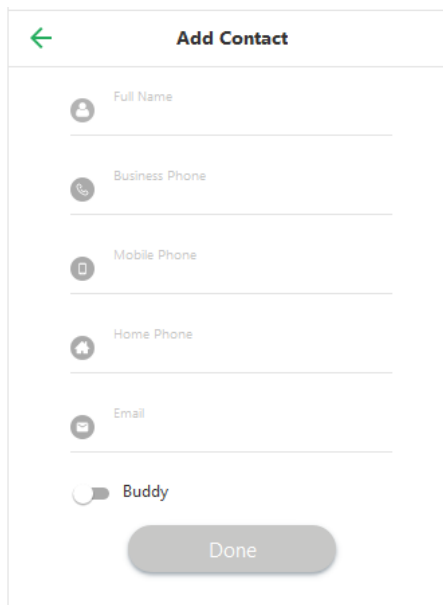 Add Contact
Full Name
Business Phone
Mobile Phone
Home Phone
Email
Buddy
Done